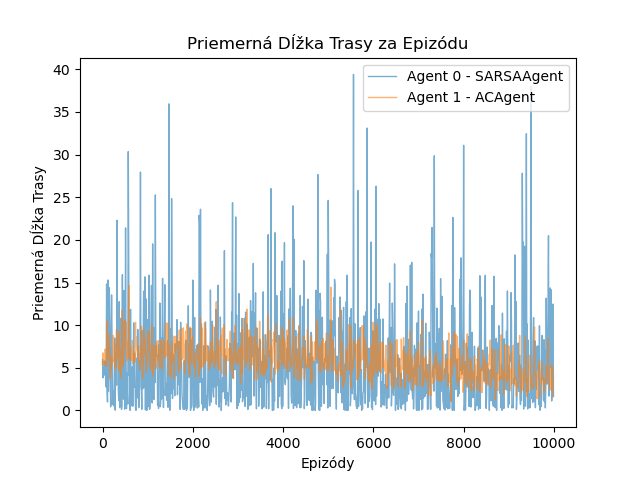 Priemerná Dĺžka Trasy za Epizódu
Agent 0 - SARSAAgent
Agent 1 - ACAgent
Priemerná Dĺžka Trasy
40
35
30
25
20
15
10
5
0
0 2000 4000 6000 8000 10000
Epizódy